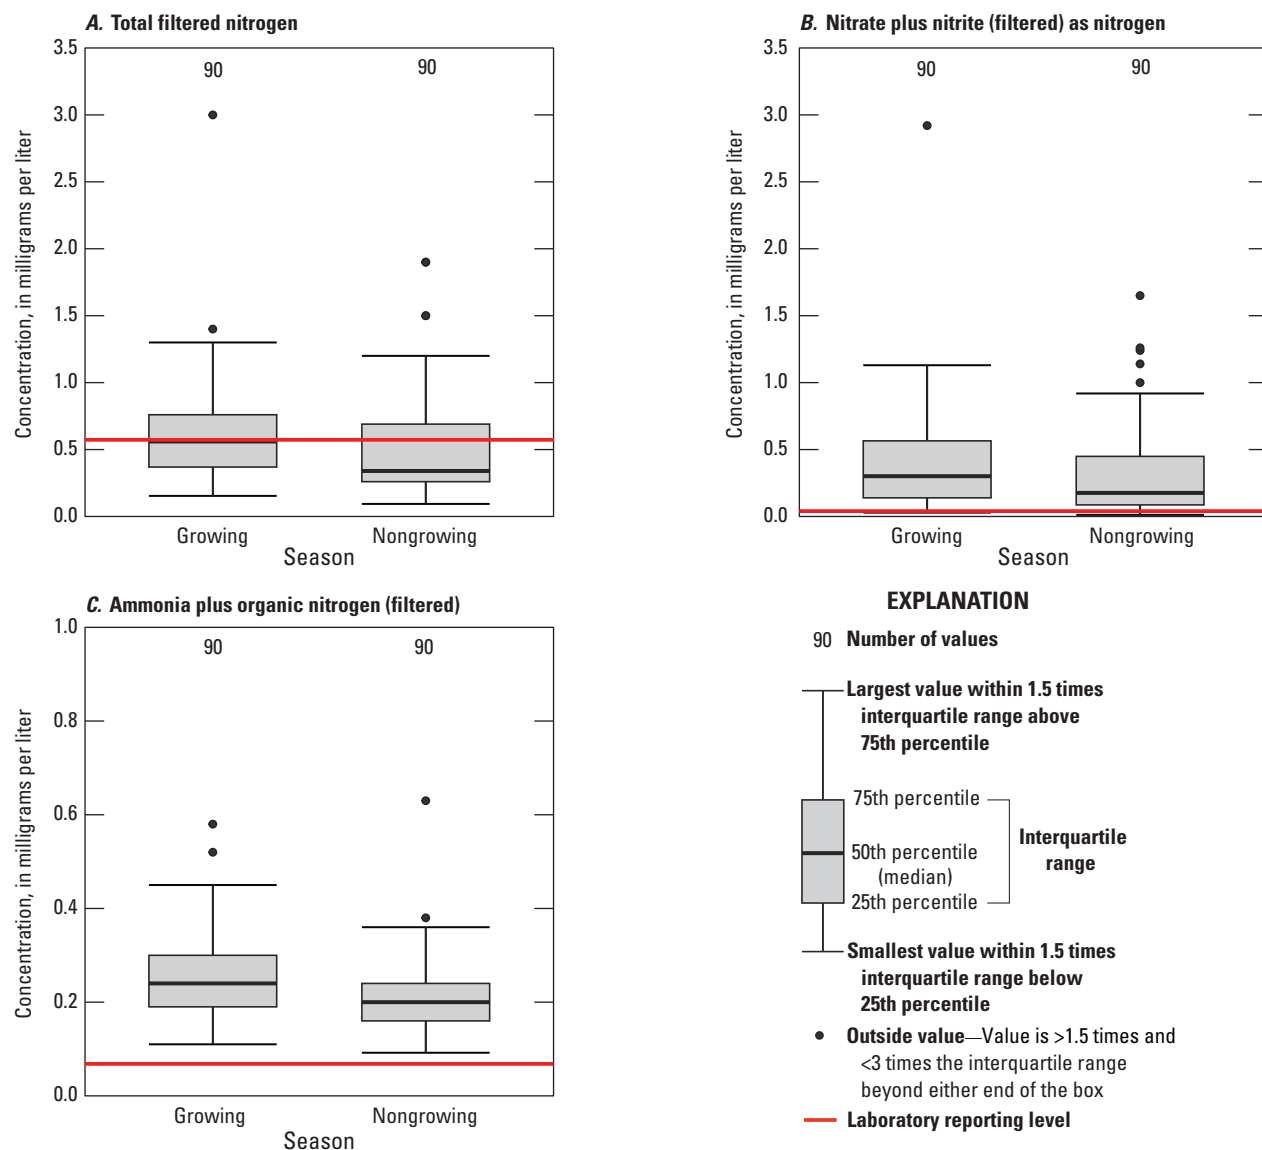 A. Total filtered nitrogen
Concentration, in milligrams per liter
3.5
3.0
2.5
2.0
1.5
1.0
0.5
0.0
90
90
Growing
Nongrowing
Season
B. Nitrate plus nitrite (filtered) as nitrogen
Concentration, in milligrams per liter
3.5
3.0
2.5
2.0
1.5
1.0
0.5
0.0
90
90
Growing
Nongrowing
Season
C. Ammonia plus organic nitrogen (filtered)
Concentration, in milligrams per liter
1.0
0.8
0.6
0.4
0.2
0.0
90
90
Growing
Nongrowing
Season
EXPLANATION
90 Number of values
Largest value within 1.5 times
interquartile range above
75th percentile
75th percentile
50th percentile
(median)
25th percentile
Interquartile
range
Smallest value within 1.5 times
interquartile range below
25th percentile
Outside value—Value is >1.5 times and
<3 times the interquartile range
beyond either end of the box
Laboratory reporting level